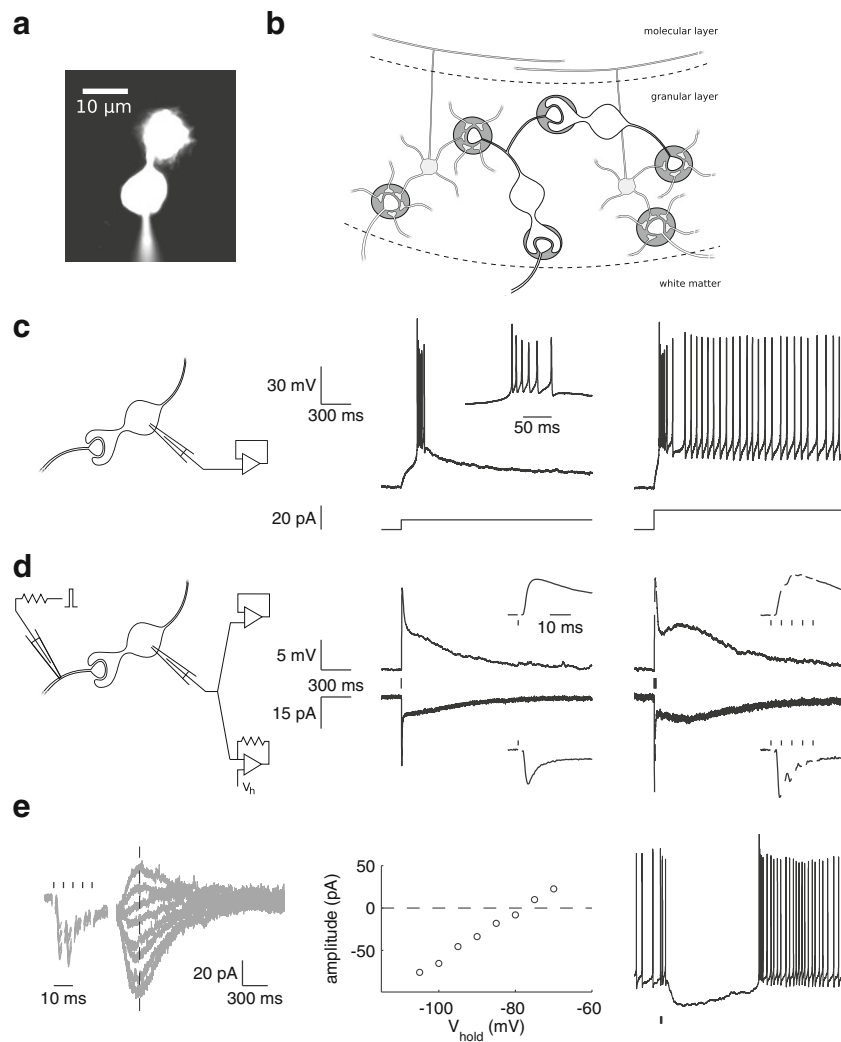 a
b
10 μm
molecular layer
granular layer
white matter
c
30 mV
300 ms
50 ms
20 pA
d
10 ms
5 mV
300 ms
15 pA
Vh
e
20 pA
10 ms
300 ms
amplitude (pA)
50
0
-50
-100
-80
-60
Vhold (mV)